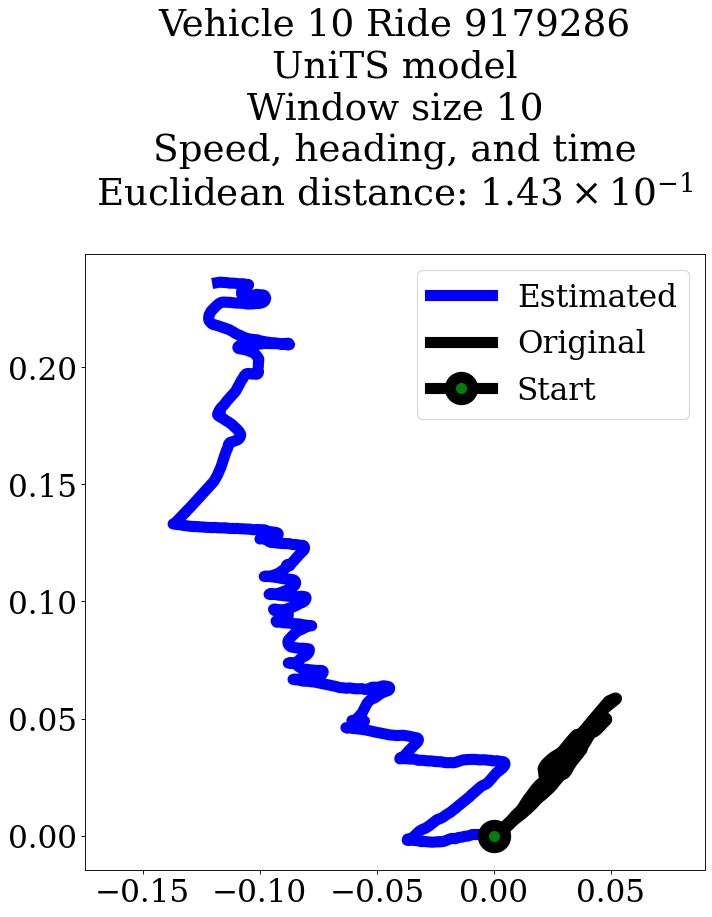 Vehicle 10 Ride 9179286
UniTS model
Window size 10
Speed, heading, and time
Euclidean distance: 1.43 × 10⁻¹
Estimated
Original
Start
0.20
0.15
0.10
0.05
0.00
−0.15 −0.10 −0.05 0.00 0.05